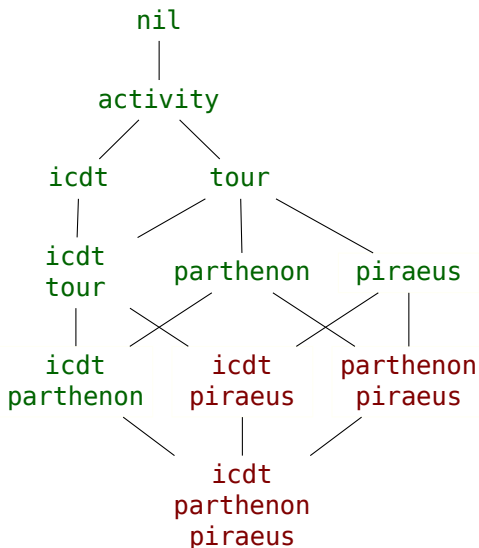 nil
activity
icdt
tour
icdt
tour
parthenon
piraeus
icdt
parthenon
icdt
piraeus
parthenon
piraeus
icdt
parthenon
piraeus